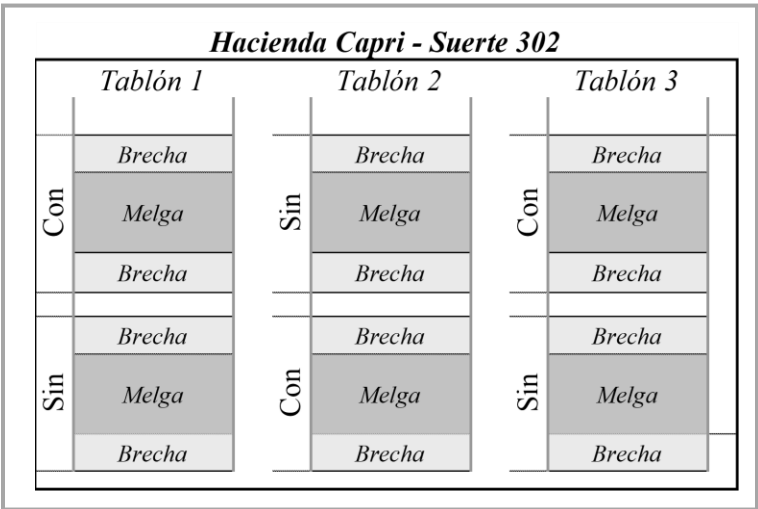 Hacienda Capri - Suerte 302
Tablón 1 Tablón 2 Tablón 3
Brecha Brecha Brecha
Con Melga Sin Melga Con Melga
Brecha Brecha Brecha
Brecha Brecha Brecha
Sin Melga Con Melga Sin Melga
Brecha Brecha Brecha